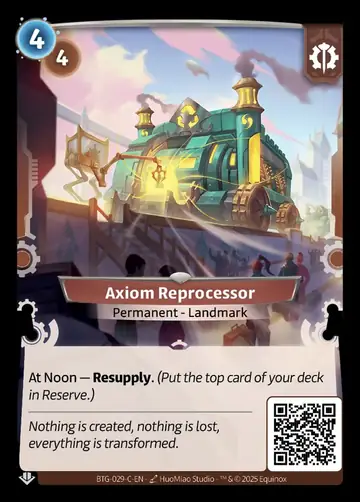 4
4
Axiom Reprocessor
Permanent - Landmark
At Noon — Resupply. (Put the top card of your deck
in Reserve.)
Nothing is created, nothing is lost,
everything is transformed.
BTG-029-C-EN - HuoMiao Studio - ™ & © 2025 Equinox